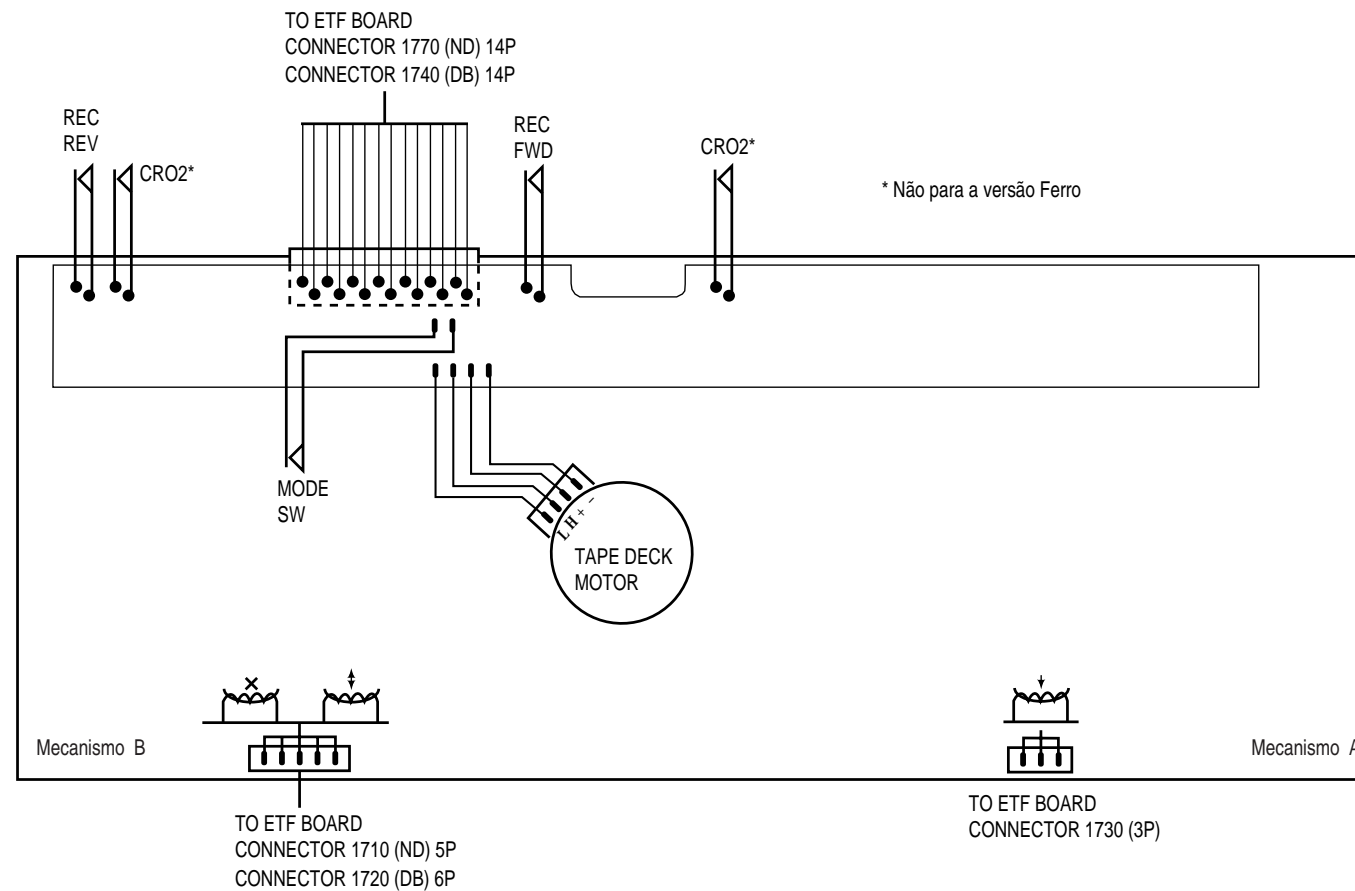 TO ETF BOARD
CONNECTOR 1770 (ND) 14P
CONNECTOR 1740 (DB) 14P
REC
REV
CRO2*
REC
FWD
CRO2*
* Não para a versão Ferro
MODE
SW
L H + -
TAPE DECK
MOTOR
Mecanismo B
Mecanismo A
TO ETF BOARD
CONNECTOR 1710 (ND) 5P
CONNECTOR 1720 (DB) 6P
TO ETF BOARD
CONNECTOR 1730 (3P)